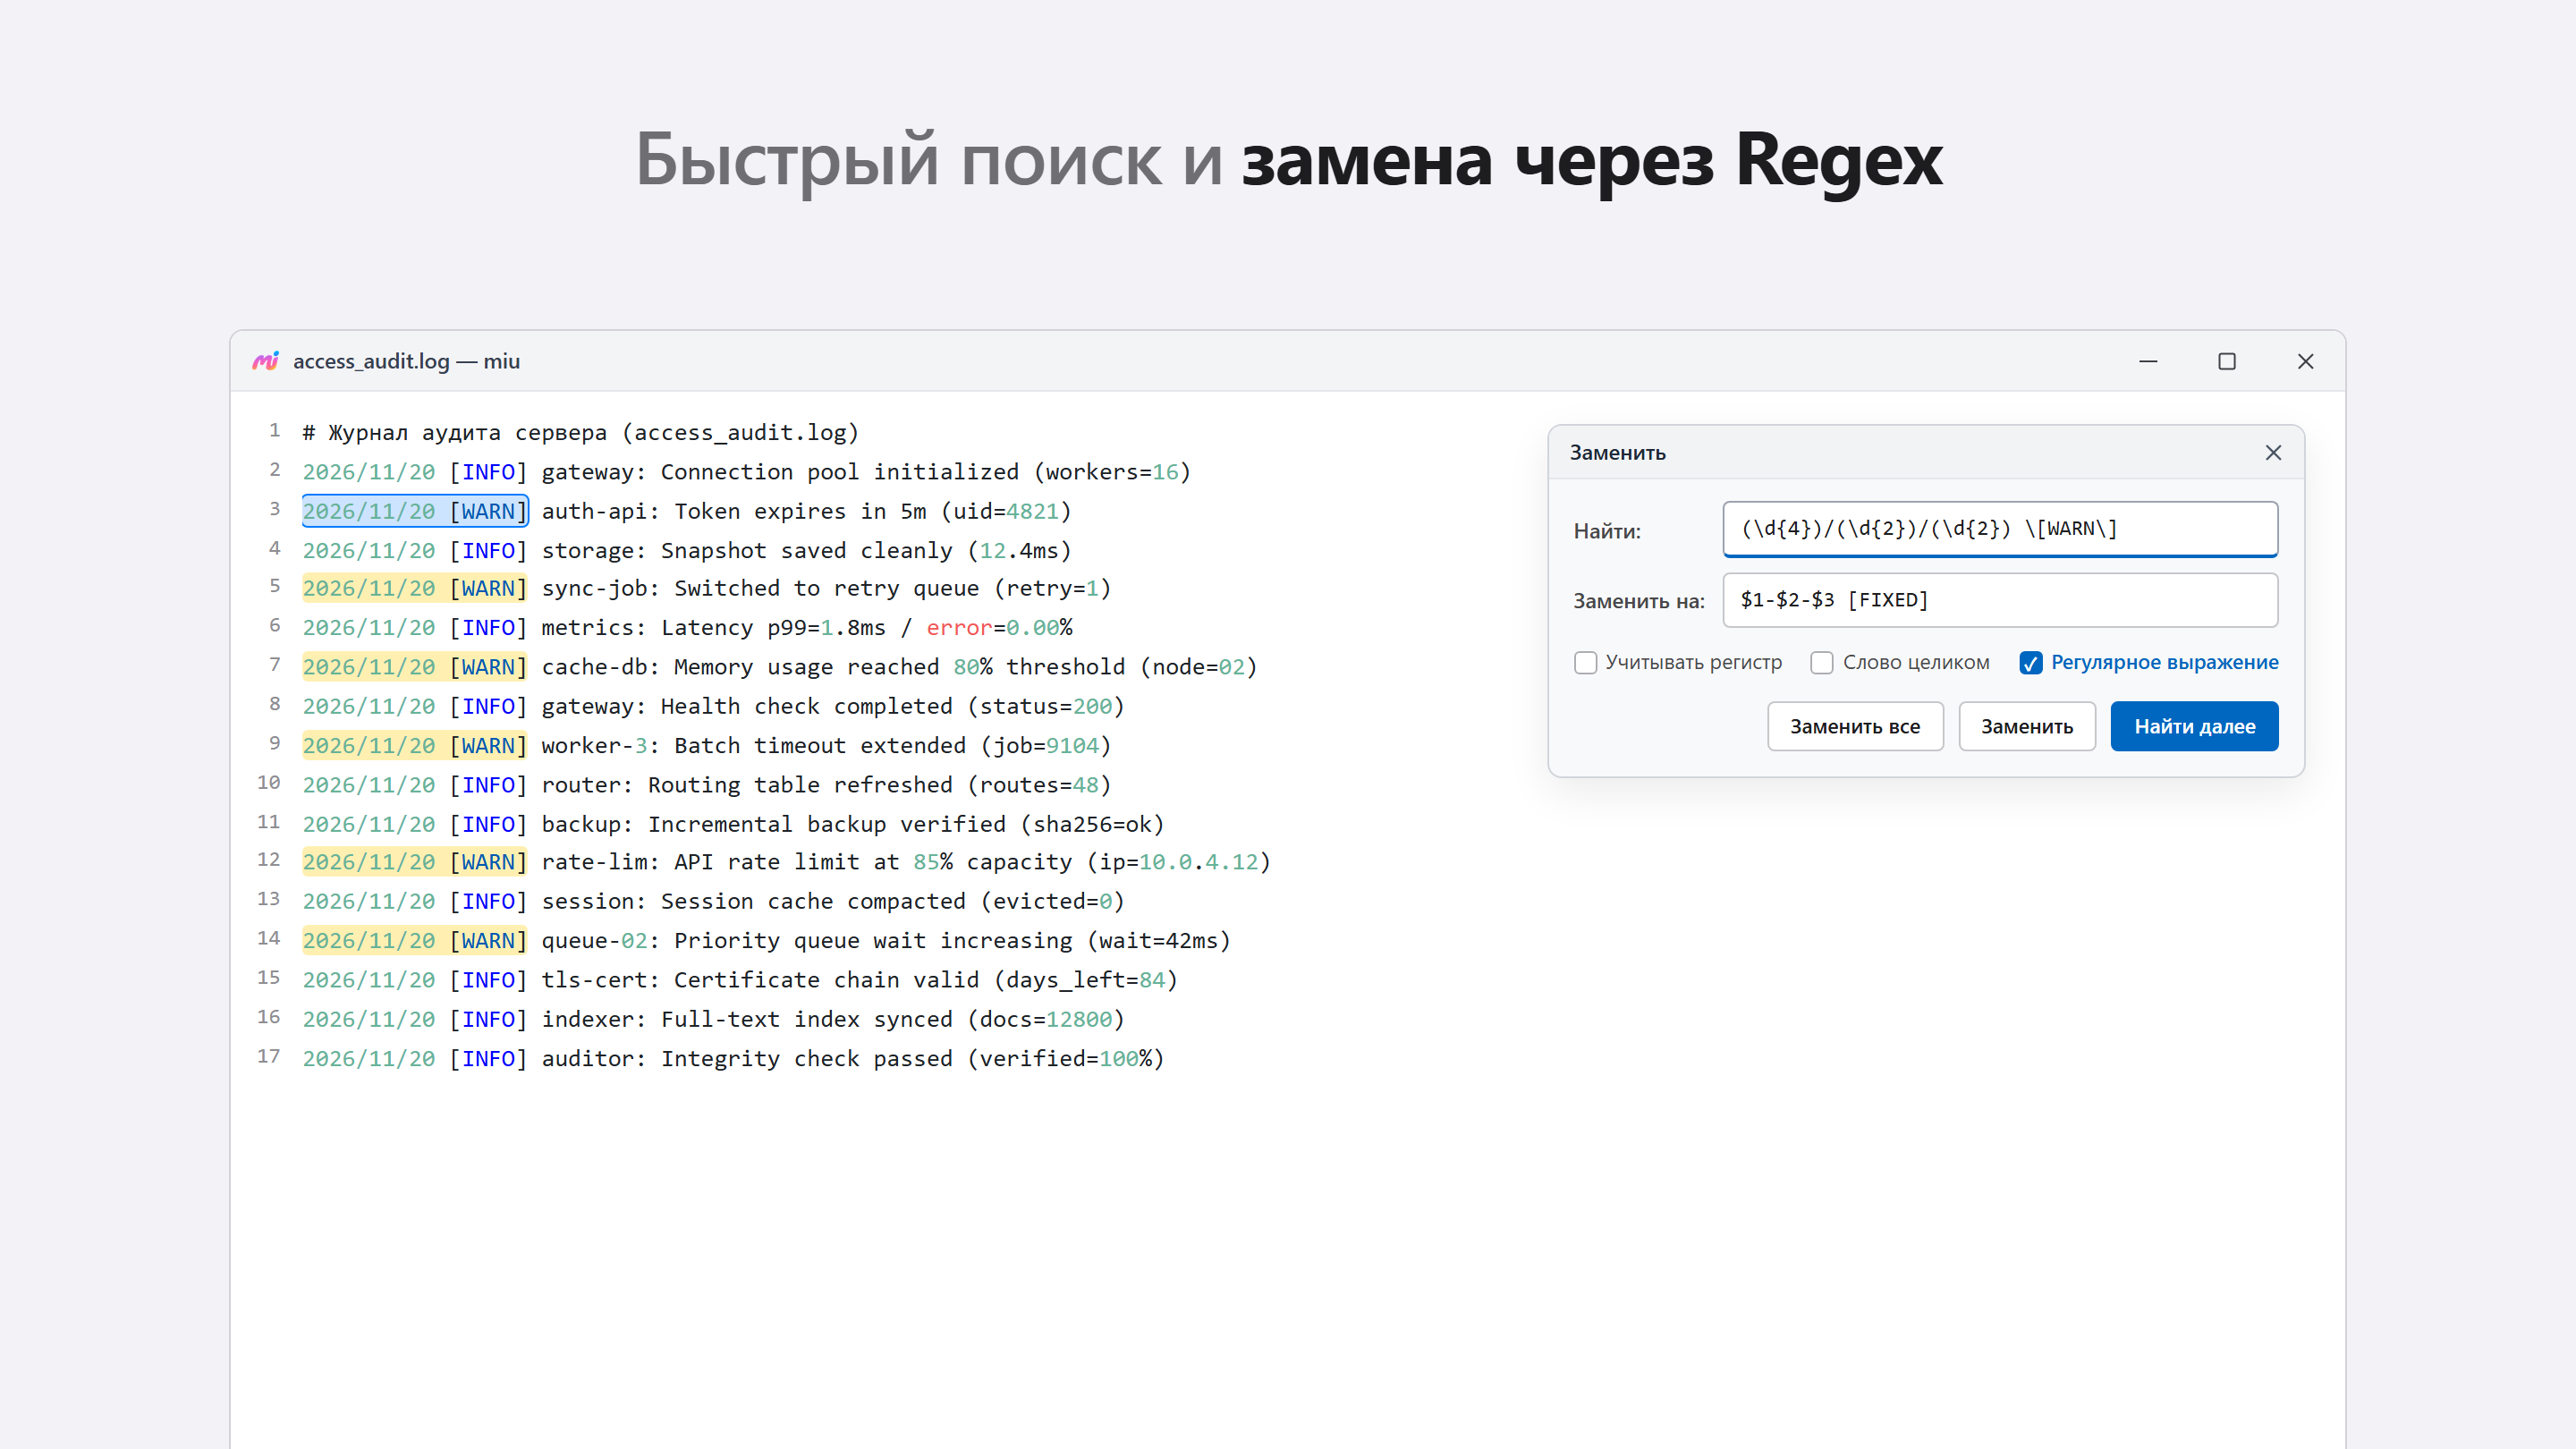 Быстрый поиск и замена через Regex
mi access_audit.log — miu
1 # Журнал аудита сервера (access_audit.log)
2 2026/11/20 [INFO] gateway: Connection pool initialized (workers=16)
3 2026/11/20 [WARN] auth-api: Token expires in 5m (uid=4821)
4 2026/11/20 [INFO] storage: Snapshot saved cleanly (12.4ms)
5 2026/11/20 [WARN] sync-job: Switched to retry queue (retry=1)
6 2026/11/20 [INFO] metrics: Latency p99=1.8ms / error=0.00%
7 2026/11/20 [WARN] cache-db: Memory usage reached 80% threshold (node=02)
8 2026/11/20 [INFO] gateway: Health check completed (status=200)
9 2026/11/20 [WARN] worker-3: Batch timeout extended (job=9104)
10 2026/11/20 [INFO] router: Routing table refreshed (routes=48)
11 2026/11/20 [INFO] backup: Incremental backup verified (sha256=ok)
12 2026/11/20 [WARN] rate-lim: API rate limit at 85% capacity (ip=10.0.4.12)
13 2026/11/20 [INFO] session: Session cache compacted (evicted=0)
14 2026/11/20 [WARN] queue-02: Priority queue wait increasing (wait=42ms)
15 2026/11/20 [INFO] tls-cert: Certificate chain valid (days_left=84)
16 2026/11/20 [INFO] indexer: Full-text index synced (docs=12800)
17 2026/11/20 [INFO] auditor: Integrity check passed (verified=100%)
Заменить
Найти: (\d{4})/(\d{2})/(\d{2}) \[WARN\]
Заменить на: $1-$2-$3 [FIXED]
Учитывать регистр Слово целиком Регулярное выражение
Заменить все Заменить Найти далее